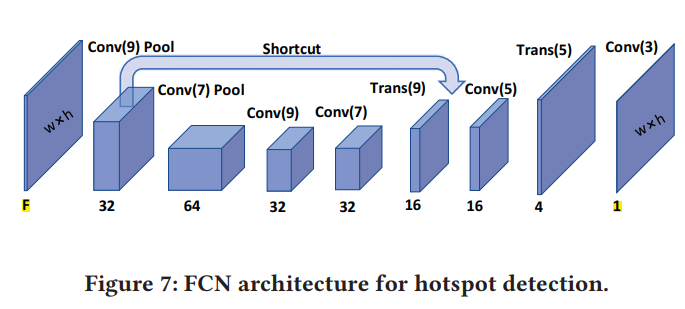 Conv(9) Pool
Shortcut
Trans(5)
Conv(3)
Conv(7) Pool
Trans(9)
Conv(5)
Conv(9)
Conv(7)
w×h
w×h
F
32
64
32
32
16
16
4
1
Figure 7: FCN architecture for hotspot detection.